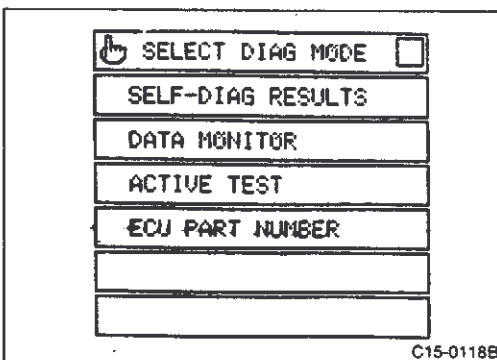 SELECT DIAG MODE
SELF-DIAG RESULTS
DATA MONITOR
ACTIVE TEST
ECU PART NUMBER
C15-0118B